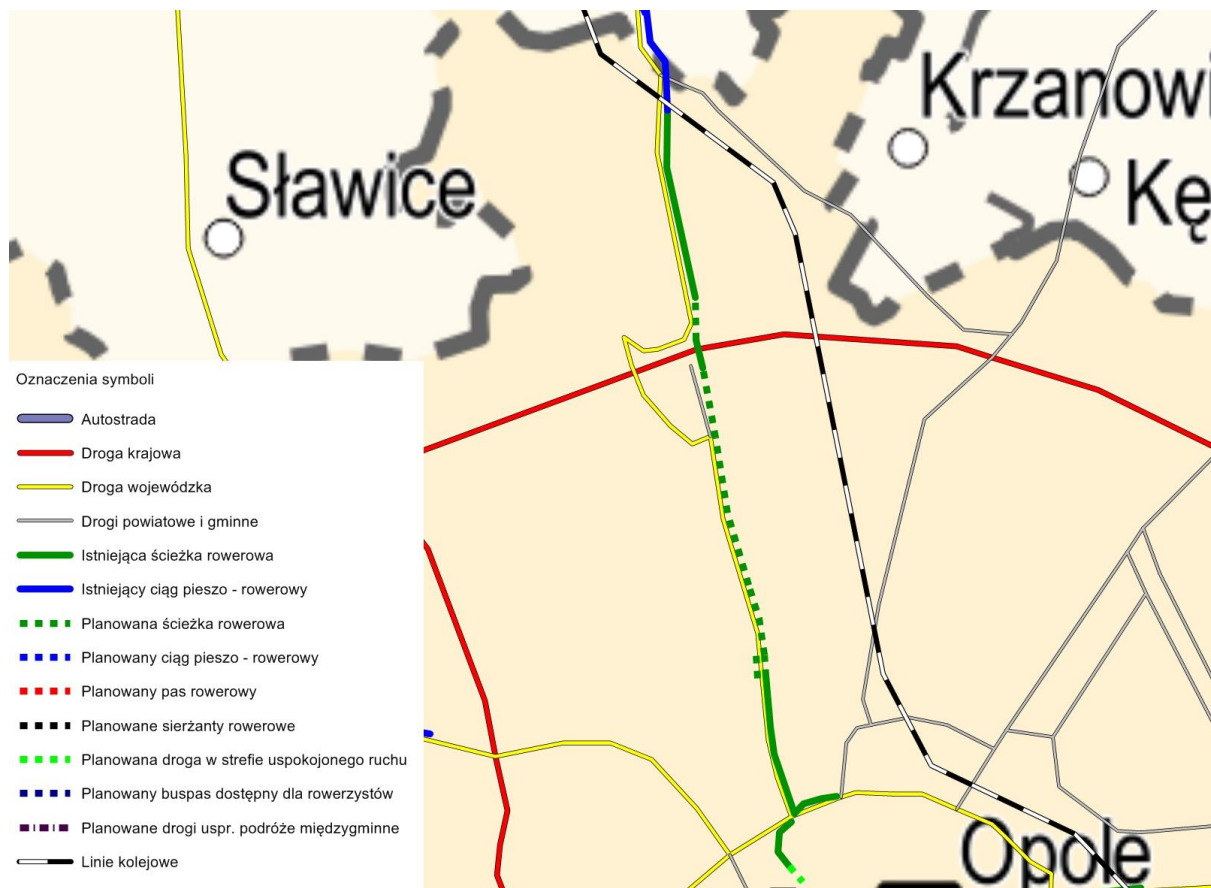 Krzanowi
Sławice
Kę
Oznaczenia symboli
Autostrada
Droga krajowa
Droga wojewódzka
Drogi powiatowe i gminne
Istniejąca ścieżka rowerowa
Istniejący ciąg pieszo - rowerowy
Planowana ścieżka rowerowa
Planowany ciąg pieszo - rowerowy
Planowany pas rowerowy
Planowane sierżanty rowerowe
Planowana droga w strefie uspokojonego ruchu
Planowany buspas dostępny dla rowerzystów
Planowane drogi uspr. podróże międzygminne
Linie kolejowe
Opole